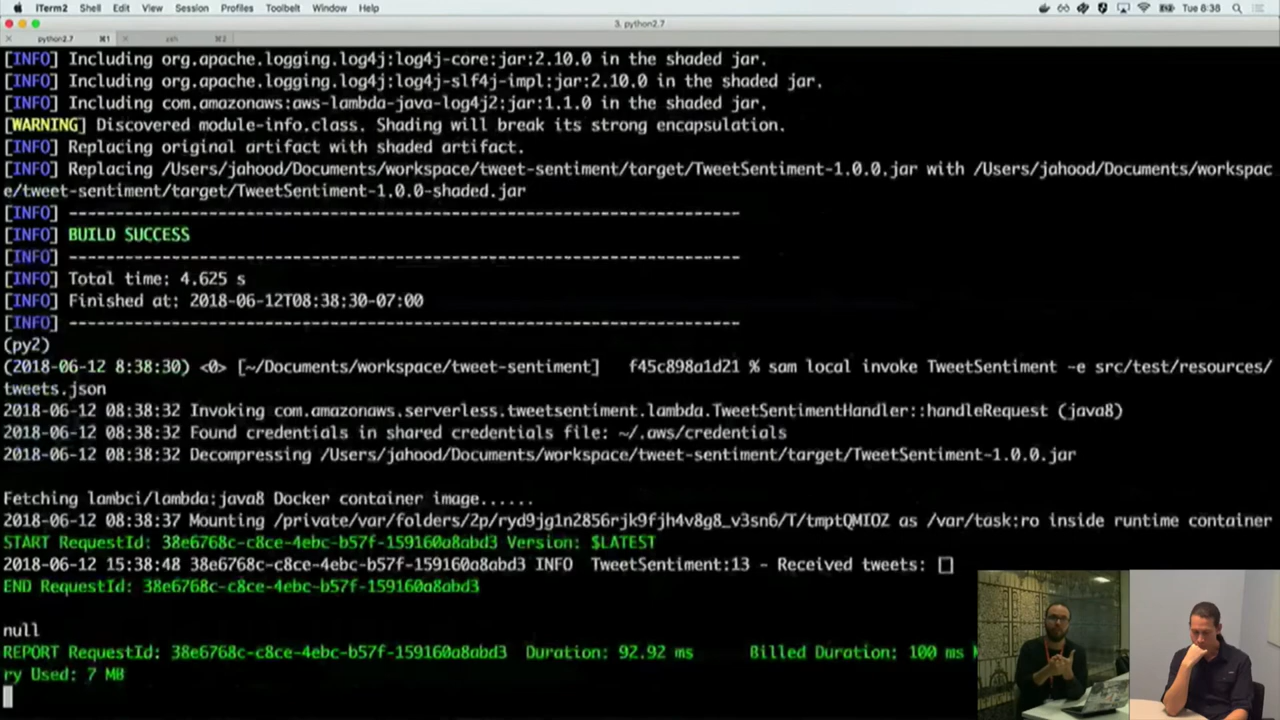 iTerm2 Shell Edit View Session Profiles Toolbelt Window Help Tue 8:38
3. python2.7
python2.7 ⌘1 zsh ⌘2
[INFO] Including org.apache.logging.log4j:log4j-core:jar:2.10.0 in the shaded jar.
[INFO] Including org.apache.logging.log4j:log4j-slf4j-impl:jar:2.10.0 in the shaded jar.
[INFO] Including com.amazonaws:aws-lambda-java-log4j2:jar:1.1.0 in the shaded jar.
[WARNING] Discovered module-info.class. Shading will break its strong encapsulation.
[INFO] Replacing original artifact with shaded artifact.
[INFO] Replacing /Users/jahood/Documents/workspace/tweet-sentiment/target/TweetSentiment-1.0.0.jar with /Users/jahood/Documents/workspac
e/tweet-sentiment/target/TweetSentiment-1.0.0-shaded.jar
[INFO] ------------------------------------------------------------------------
[INFO] BUILD SUCCESS
[INFO] ------------------------------------------------------------------------
[INFO] Total time: 4.625 s
[INFO] Finished at: 2018-06-12T08:38:30-07:00
[INFO] ------------------------------------------------------------------------
(py2)
(2018-06-12 8:38:30) <0> [~/Documents/workspace/tweet-sentiment] f45c898a1d21 % sam local invoke TweetSentiment -e src/test/resources/
tweets.json
2018-06-12 08:38:32 Invoking com.amazonaws.serverless.tweetsentiment.lambda.TweetSentimentHandler::handleRequest (java8)
2018-06-12 08:38:32 Found credentials in shared credentials file: ~/.aws/credentials
2018-06-12 08:38:32 Decompressing /Users/jahood/Documents/workspace/tweet-sentiment/target/TweetSentiment-1.0.0.jar
Fetching lambci/lambda:java8 Docker container image......
2018-06-12 08:38:37 Mounting /private/var/folders/2p/ryd9jg1n2856rjk9fjh4v8g8_v3sn6/T/tmptQMIOZ as /var/task:ro inside runtime container
START RequestId: 38e6768c-c8ce-4ebc-b57f-159160a8abd3 Version: $LATEST
2018-06-12 15:38:48 38e6768c-c8ce-4ebc-b57f-159160a8abd3 INFO TweetSentiment:13 - Received tweets: []
END RequestId: 38e6768c-c8ce-4ebc-b57f-159160a8abd3
null
REPORT RequestId: 38e6768c-c8ce-4ebc-b57f-159160a8abd3 Duration: 92.92 ms Billed Duration: 100 ms
ry Used: 7 MB